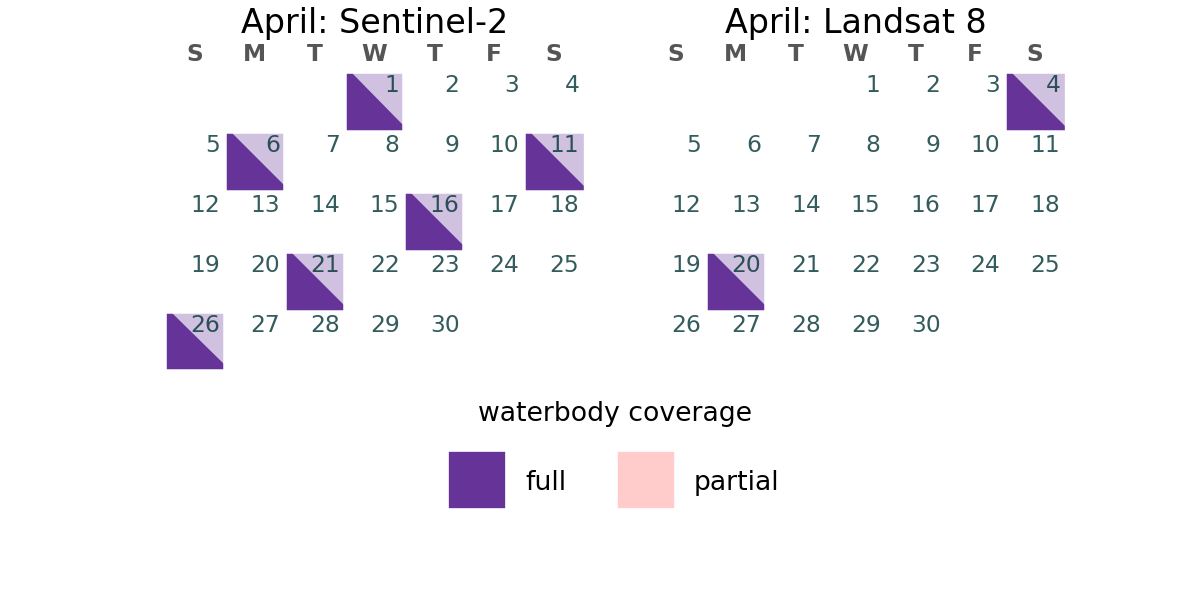 April: Sentinel-2
S M T W T F S
1 2 3 4
5 6 7 8 9 10 11
12 13 14 15 16 17 18
19 20 21 22 23 24 25
26 27 28 29 30
April: Landsat 8
S M T W T F S
1 2 3 4
5 6 7 8 9 10 11
12 13 14 15 16 17 18
19 20 21 22 23 24 25
26 27 28 29 30
waterbody coverage
full
partial